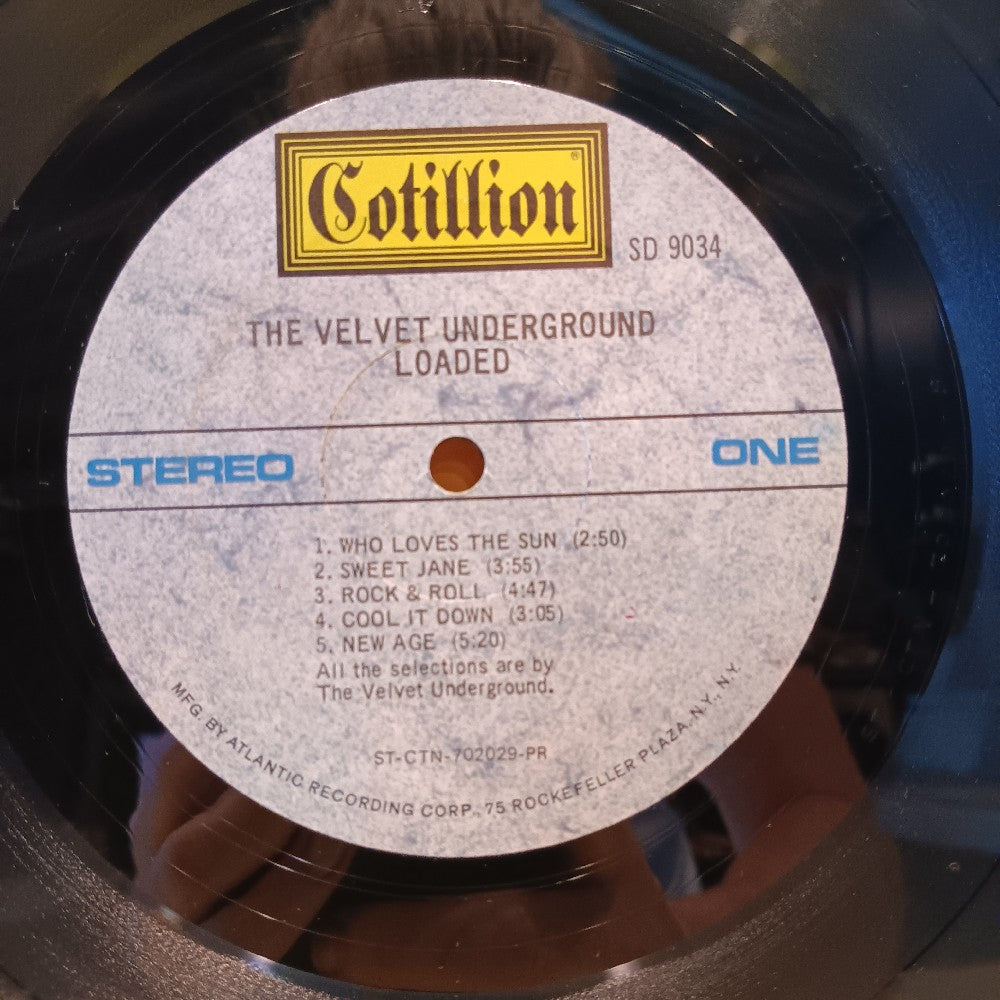 Cotillion®
SD 9034
THE VELVET UNDERGROUND
LOADED
STEREO
ONE
1. WHO LOVES THE SUN (2:50)
2. SWEET JANE (3:55)
3. ROCK & ROLL (4:47)
4. COOL IT DOWN (3:05)
5. NEW AGE (5:20)
All the selections are by
The Velvet Underground.
ST-CTN-702029-PR
MFG. BY ATLANTIC RECORDING CORP., 75 ROCKEFELLER PLAZA, N.Y., N.Y.